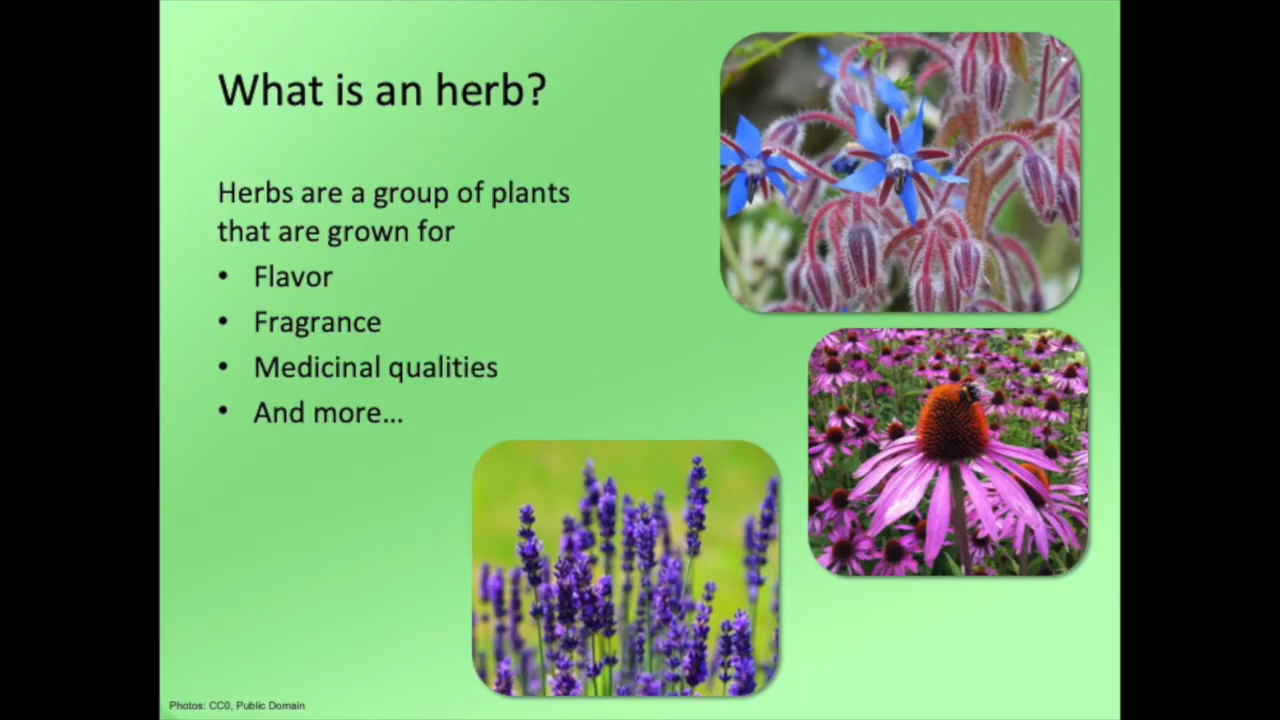 What is an herb?
Herbs are a group of plants
that are grown for
• Flavor
• Fragrance
• Medicinal qualities
• And more...
Photos: CC0, Public Domain